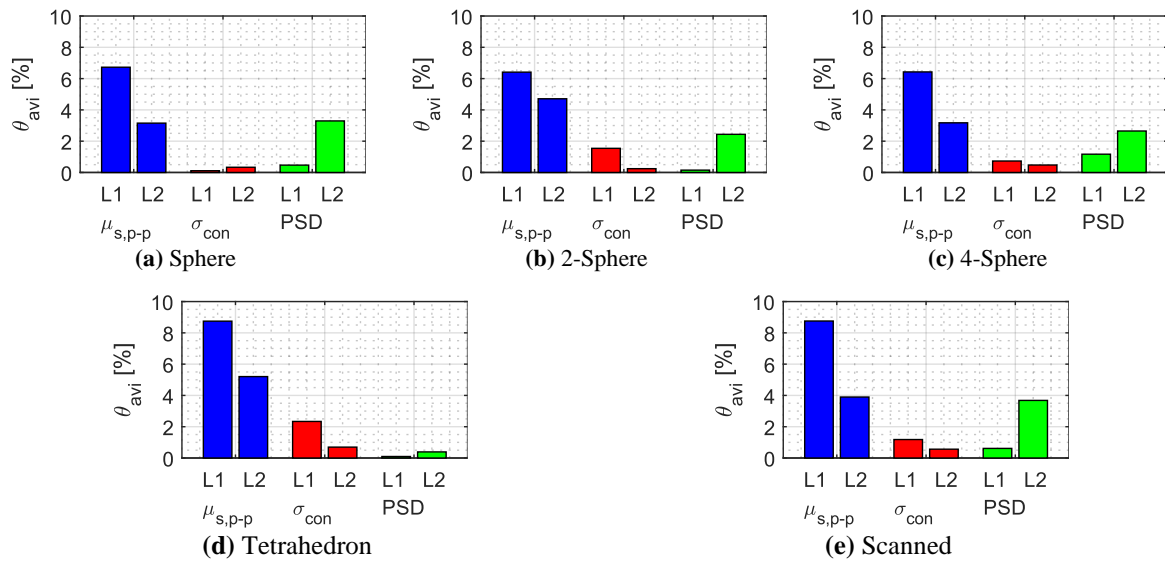 10
8
6
4
2
0
θavi [%]
L1 L2 L1 L2 L1 L2
μs,p-p σcon PSD
(a) Sphere
10
8
6
4
2
0
θavi [%]
L1 L2 L1 L2 L1 L2
μs,p-p σcon PSD
(b) 2-Sphere
10
8
6
4
2
0
θavi [%]
L1 L2 L1 L2 L1 L2
μs,p-p σcon PSD
(c) 4-Sphere
10
8
6
4
2
0
θavi [%]
L1 L2 L1 L2 L1 L2
μs,p-p σcon PSD
(d) Tetrahedron
10
8
6
4
2
0
θavi [%]
L1 L2 L1 L2 L1 L2
μs,p-p σcon PSD
(e) Scanned